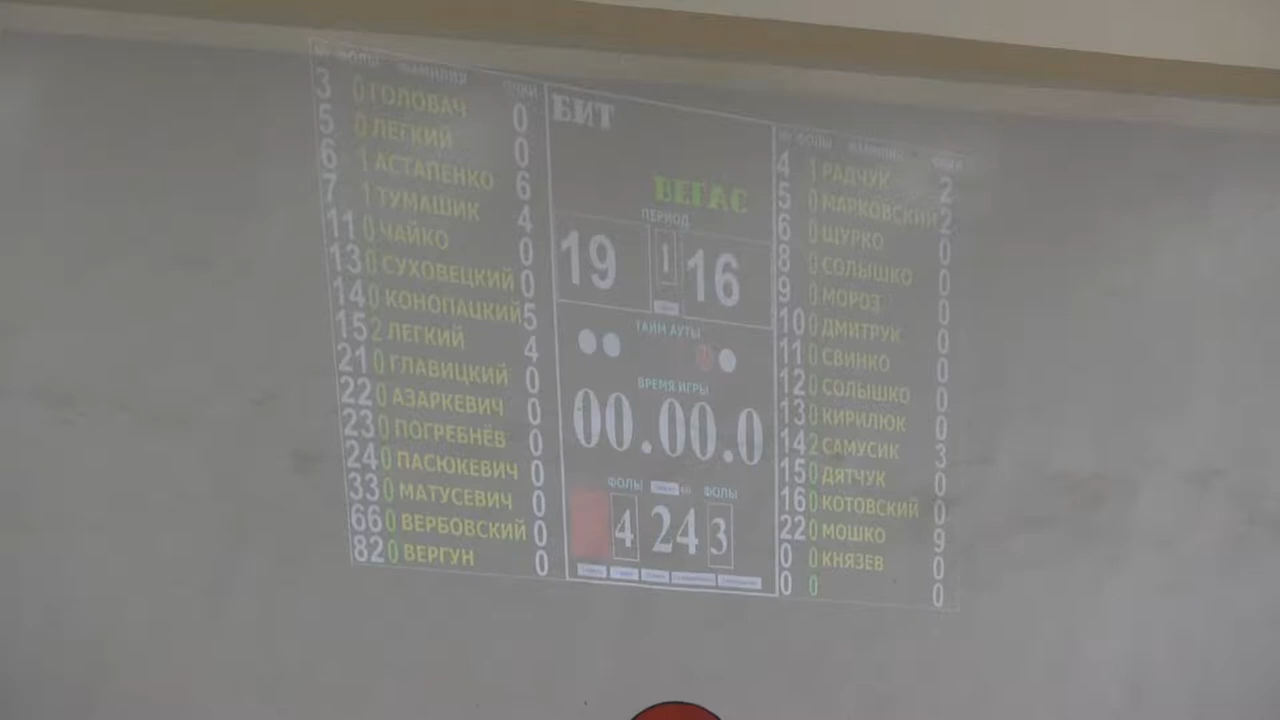 № ФОЛЫ ФАМИЛИЯ ОЧКИ
3 0 ГОЛОВАЧ 0
5 0 ЛЕГКИЙ 0
6 1 АСТАПЕНКО 6
7 1 ТУМАШИК 4
11 0 ЧАЙКО 0
13 0 СУХОВЕЦКИЙ 0
14 0 КОНОПАЦКИЙ 5
15 2 ЛЕГКИЙ 4
21 0 ГЛАВИЦКИЙ 0
22 0 АЗАРКЕВИЧ 0
23 0 ПОГРЕБНЁВ 0
24 0 ПАСЮКЕВИЧ 0
33 0 МАТУСЕВИЧ 0
66 0 ВЕРБОВСКИЙ 0
82 0 ВЕРГУН 0
БИТ
ВЕГАС
ПЕРИОД
19 1 16
ТАЙМ АУТЫ
ВРЕМЯ ИГРЫ
00.00.0
ФОЛЫ ФОЛЫ
4 24 3
№ ФОЛЫ ФАМИЛИЯ
4 1 РАДЧУК 2
5 0 МАРКОВСКИЙ 2
6 0 ЩУРКО 0
8 0 СОЛЫШКО 0
9 0 МОРОЗ 0
10 0 ДМИТРУК 0
11 0 СВИНКО 0
12 0 СОЛЫШКО 0
13 0 КИРИЛЮК 0
14 2 САМУСИК 3
15 0 ДЯТЧУК 0
16 0 КОТОВСКИЙ 0
22 0 МОШКО 9
0 0 КНЯЗЕВ 0
0 0 0